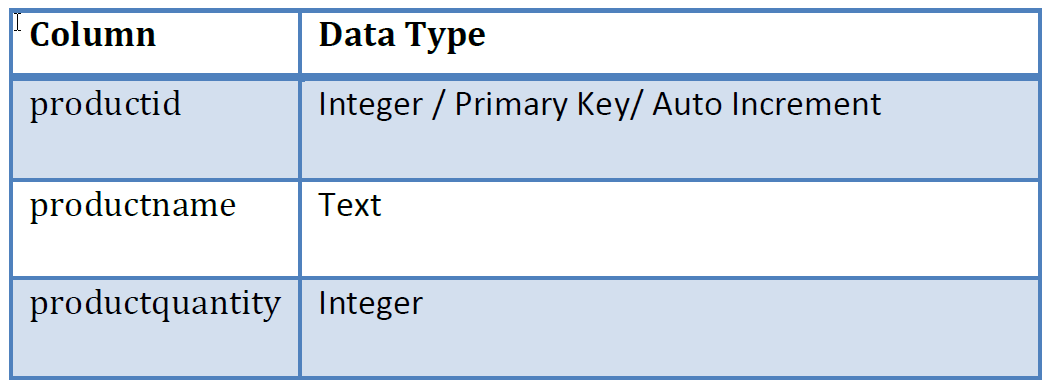 Column Data Type
productid Integer / Primary Key/ Auto Increment
productname Text
productquantity Integer